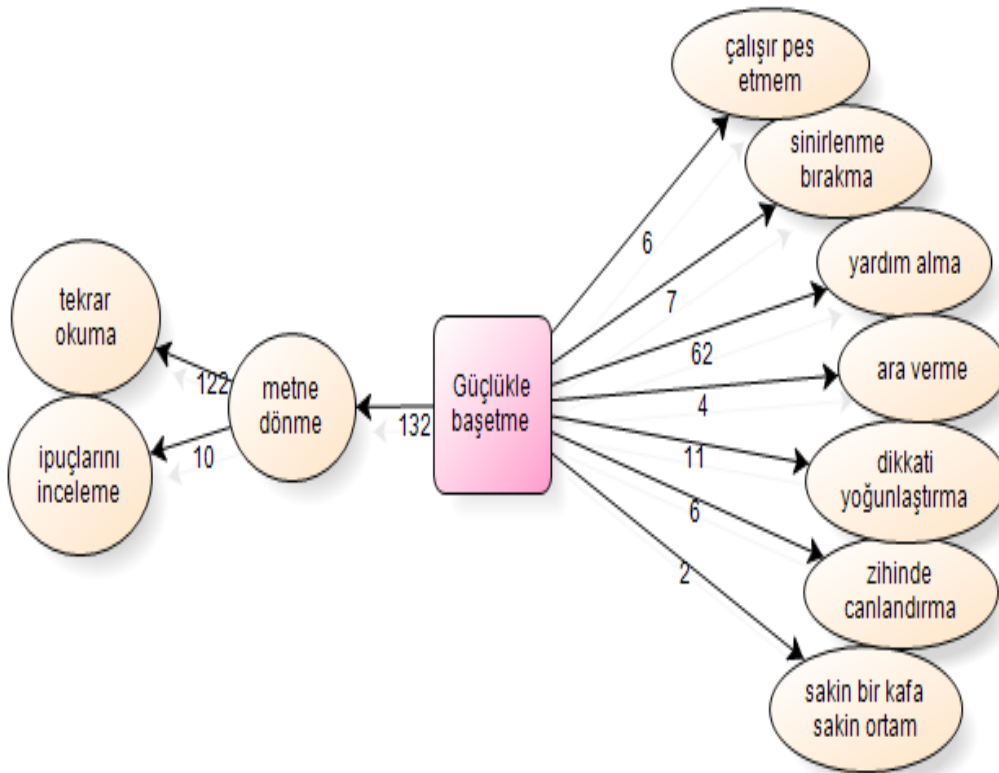 çalışır pes
etmem
sinirlenme
bırakma
6
yardım alma
7
tekrar
okuma
62
ara verme
122
metne
dönme
132
Güçlükle
başetme
4
ipuçlarını
inceleme
10
11
dikkati
yoğunlaştırma
6
zihinde
canlandırma
2
sakin bir kafa
sakin ortam